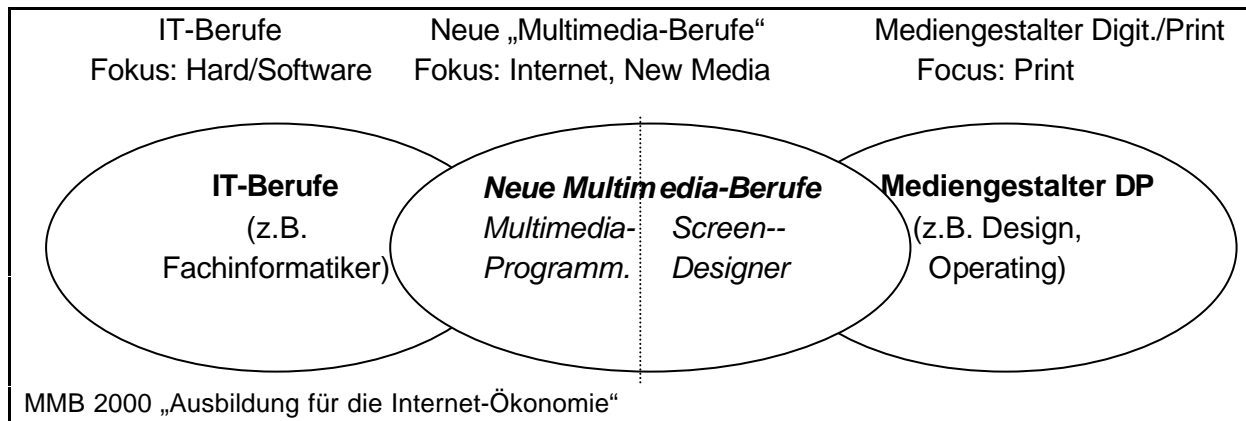 IT-Berufe
Fokus: Hard/Software
Neue „Multimedia-Berufe“
Fokus: Internet, New Media
Mediengestalter Digit./Print
Focus: Print
IT-Berufe
(z.B.
Fachinformatiker)
Neue Multimedia-Berufe
Multimedia-
Programm.
Screen--
Designer
Mediengestalter DP
(z.B. Design,
Operating)
MMB 2000 „Ausbildung für die Internet-Ökonomie“